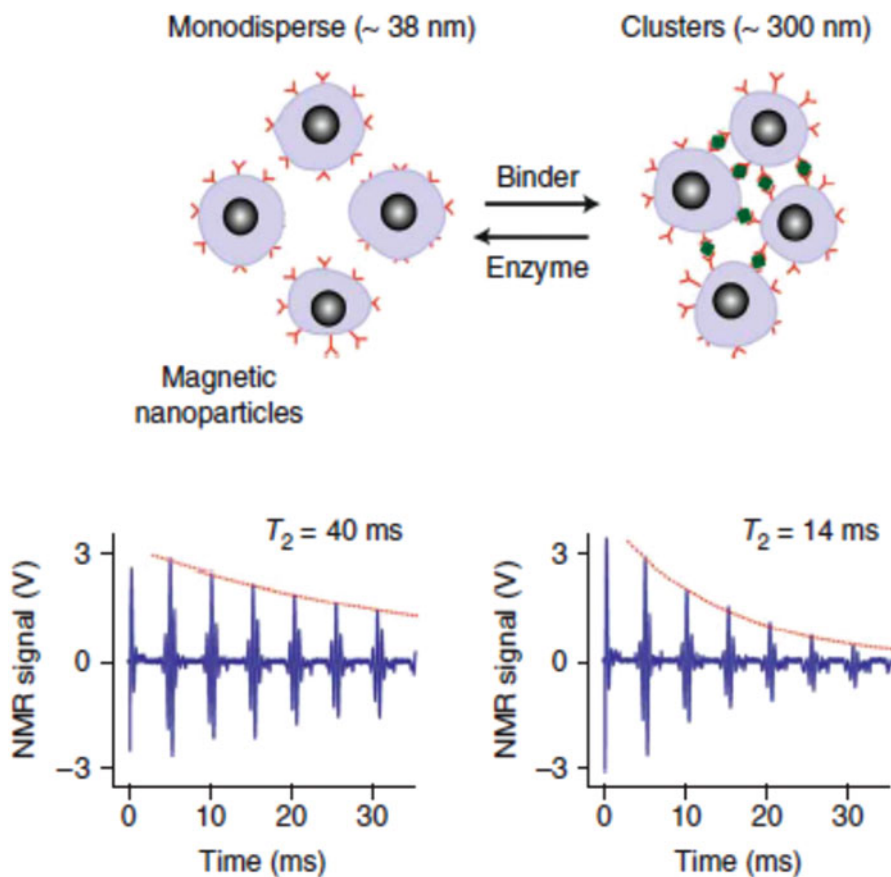 Monodisperse (~ 38 nm)
Clusters (~ 300 nm)
Binder
Enzyme
Magnetic
nanoparticles
T2 = 40 ms
NMR signal (V)
3
0
–3
0 10 20 30
Time (ms)
T2 = 14 ms
NMR signal (V)
3
0
–3
0 10 20 30
Time (ms)